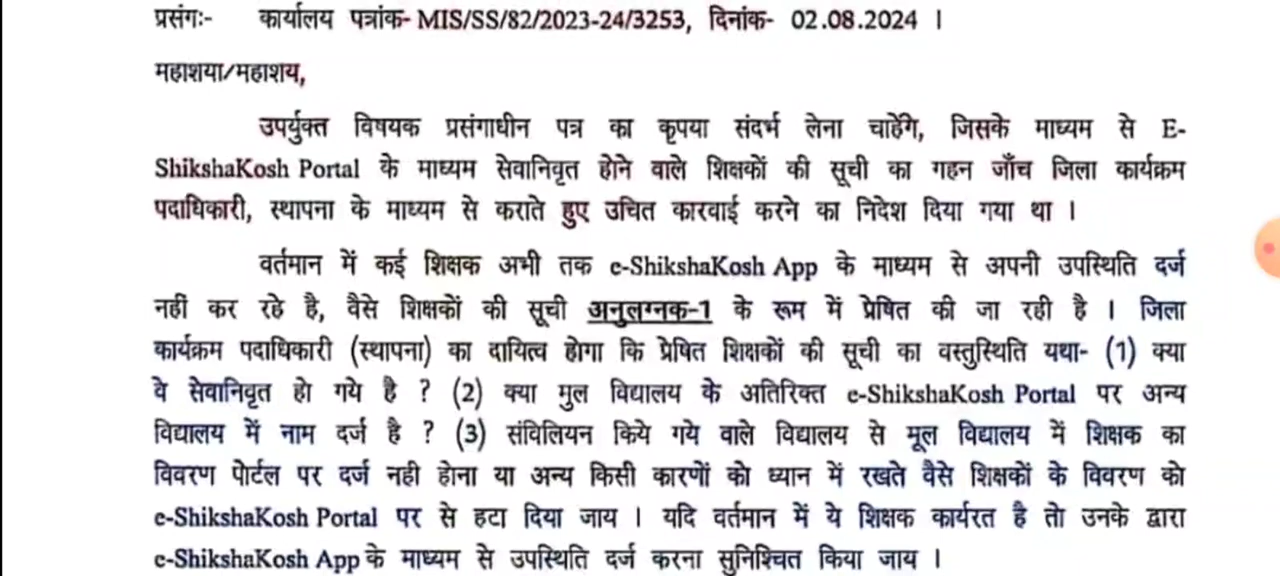 प्रसंगः- कार्यालय पत्रांक- MIS/SS/82/2023-24/3253, दिनांक- 02.08.2024 ।
महाशया/महाशय,
उपर्युक्त विषयक प्रसंगाधीन पत्र का कृपया संदर्भ लेना चाहेंगे, जिसके माध्यम से E-
ShikshaKosh Portal के माध्यम सेवानिवृत होने वाले शिक्षकों की सूची का गहन जाँच जिला कार्यक्रम
पदाधिकारी, स्थापना के माध्यम से कराते हुए उचित कारवाई करने का निदेश दिया गया था ।
वर्तमान में कई शिक्षक अभी तक e-ShikshaKosh App के माध्यम से अपनी उपस्थिति दर्ज
नहीं कर रहे है, वैसे शिक्षकों की सूची अनुलग्नक-1 के रूम में प्रेषित की जा रही है । जिला
कार्यक्रम पदाधिकारी (स्थापना) का दायित्व होगा कि प्रेषित शिक्षकों की सूची का वस्तुस्थिति यथा- (1) क्या
वे सेवानिवृत हो गये है ? (2) क्या मुल विद्यालय के अतिरिक्त e-ShikshaKosh Portal पर अन्य
विद्यालय में नाम दर्ज है ? (3) संविलियन किये गये वाले विद्यालय से मूल विद्यालय में शिक्षक का
विवरण पोर्टल पर दर्ज नही होना या अन्य किसी कारणों को ध्यान में रखते वैसे शिक्षकों के विवरण को
e-ShikshaKosh Portal पर से हटा दिया जाय । यदि वर्तमान में ये शिक्षक कार्यरत है तो उनके द्वारा
e-ShikshaKosh App के माध्यम से उपस्थिति दर्ज करना सुनिश्चित किया जाय ।